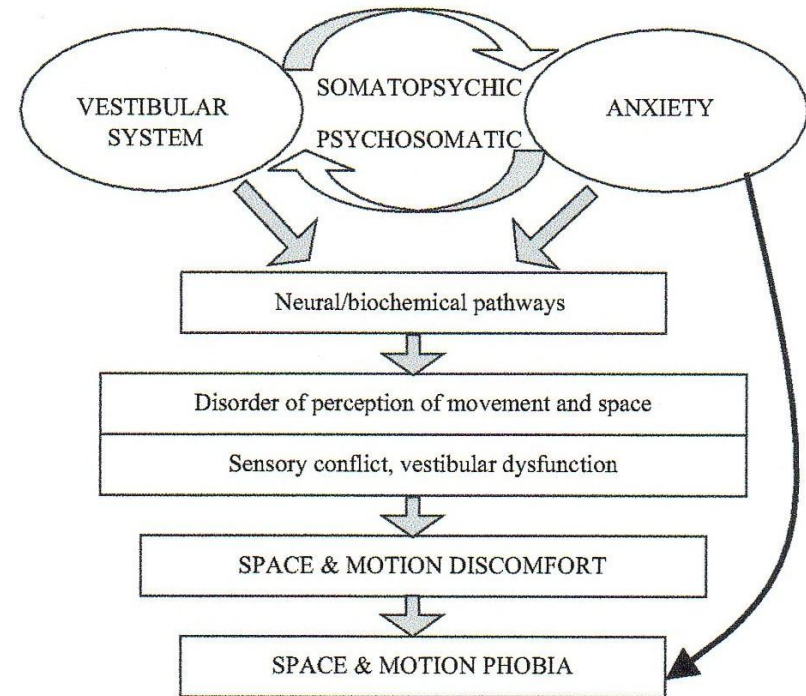 SOMATOPSYCHIC
VESTIBULAR
SYSTEM
ANXIETY
PSYCHOSOMATIC
Neural/biochemical pathways
Disorder of perception of movement and space
Sensory conflict, vestibular dysfunction
SPACE & MOTION DISCOMFORT
SPACE & MOTION PHOBIA